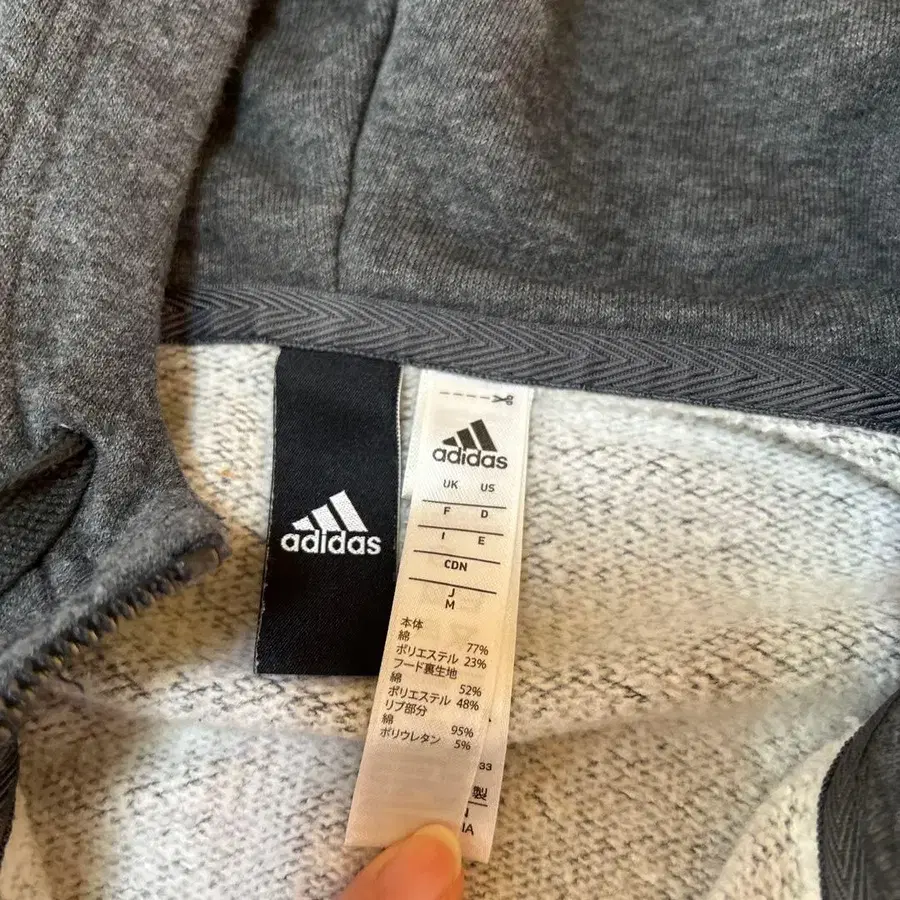 adidas
adidas
UK US
F D
I E
CDN
J
M
本体
綿 77%
ポリエステル 23%
フード裏生地
綿 52%
ポリエステル 48%
リブ部分
綿 95%
ポリウレタン 5%
33
製